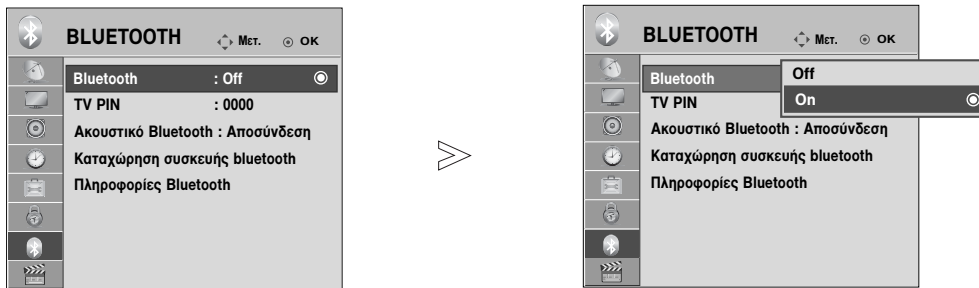 BLUETOOTH Μετ. OK
Bluetooth : Off
TV PIN : 0000
Ακουστικό Bluetooth : Αποσύνδεση
Καταχώρηση συσκευής bluetooth
Πληροφορίες Bluetooth
BLUETOOTH Μετ. OK
Bluetooth
Off
On
TV PIN
Ακουστικό Bluetooth : Αποσύνδεση
Καταχώρηση συσκευής bluetooth
Πληροφορίες Bluetooth